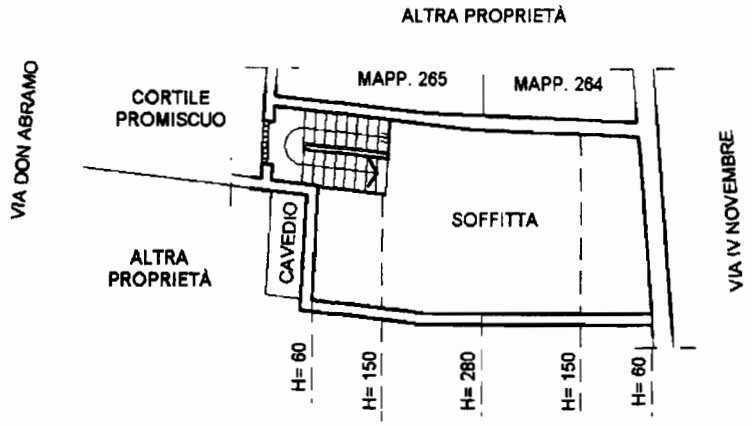 ALTRA PROPRIETÀ
MAPP. 265
MAPP. 264
CORTILE
PROMISCUO
VIA DON ABRAMO
SOFFITTA
VIA IV NOVEMBRE
CAVEDIO
ALTRA
PROPRIETÀ
H= 60
H= 150
H= 280
H= 150
H= 60